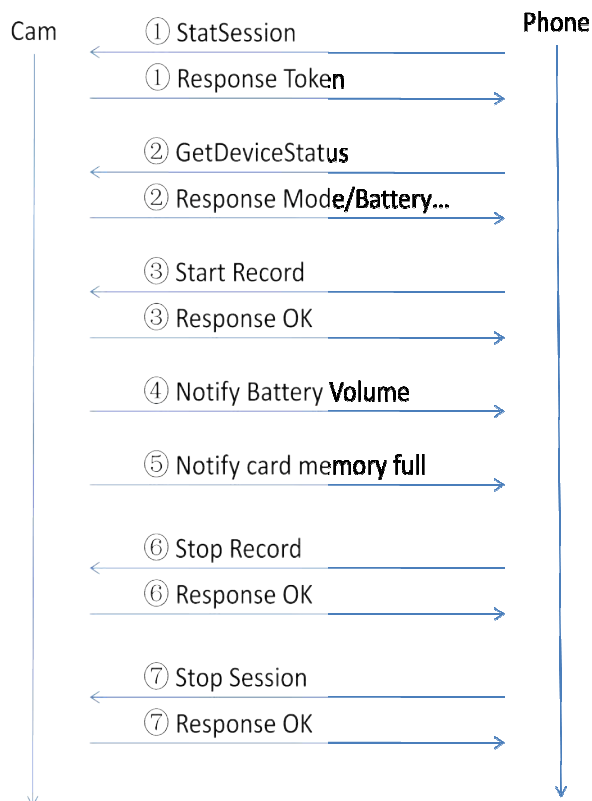 Cam
Phone
① StatSession
① Response Token
② GetDeviceStatus
② Response Mode/Battery...
③ Start Record
③ Response OK
④ Notify Battery Volume
⑤ Notify card memory full
⑥ Stop Record
⑥ Response OK
⑦ Stop Session
⑦ Response OK